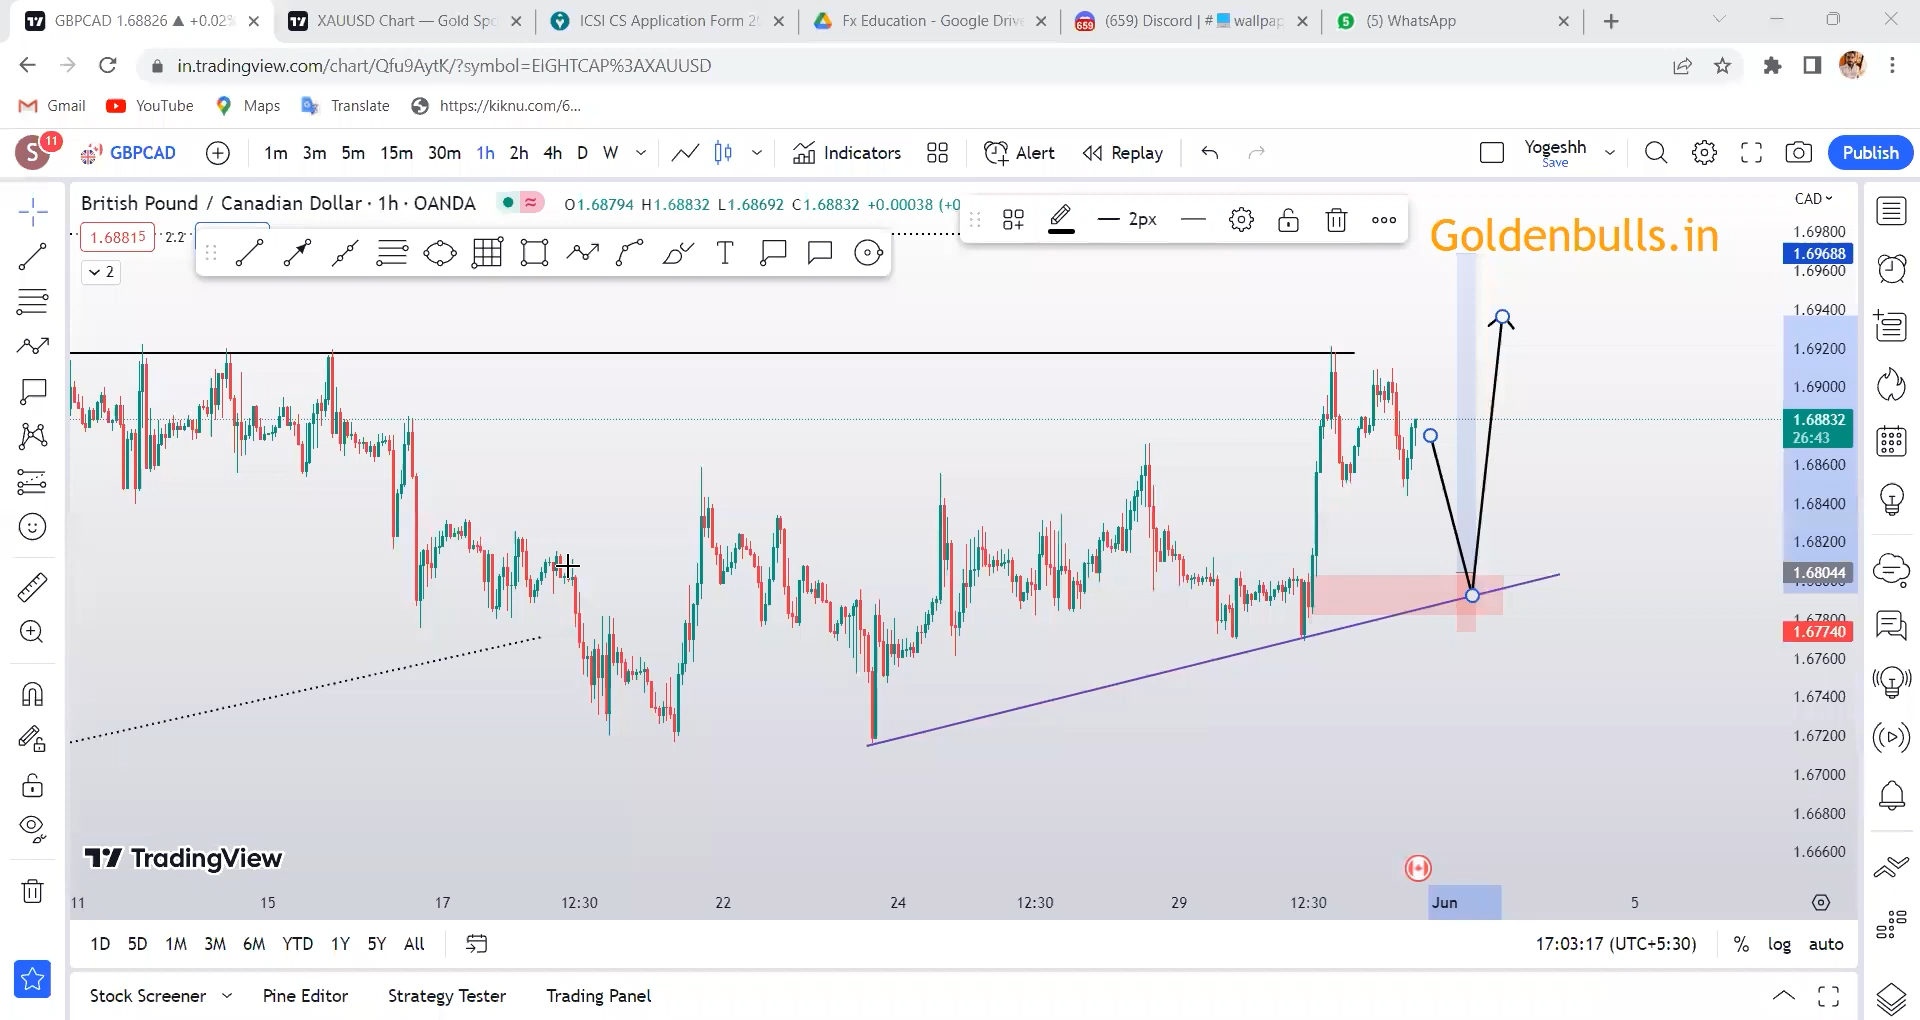 GBPCAD 1.68826 ▲ +0.02%
XAUUSD Chart — Gold Spo
ICSI CS Application Form 2
Fx Education - Google Drive
(659) Discord | # wallpap
(5) WhatsApp
in.tradingview.com/chart/Qfu9AytK/?symbol=EIGHTCAP%3AXAUUSD
Gmail
YouTube
Maps
Translate
https://kiknu.com/6...
S
11
GBPCAD
1m
3m
5m
15m
30m
1h
2h
4h
D
W
Indicators
Alert
Replay
Yogeshh
Save
Publish
British Pound / Canadian Dollar · 1h · OANDA
O1.68794 H1.68832 L1.68692 C1.68832 +0.00038 (+0
1.68815
2.2
2
2px
Goldenbulls.in
CAD
1.69800
1.69688
1.69600
1.69400
1.69200
1.69000
1.68832
26:43
1.68600
1.68400
1.68200
1.68044
1.67800
1.67740
1.67600
1.67400
1.67200
1.67000
1.66800
1.66600
TradingView
11
15
17
12:30
22
24
12:30
29
12:30
Jun
5
1D
5D
1M
3M
6M
YTD
1Y
5Y
All
17:03:17 (UTC+5:30)
%
log
auto
Stock Screener
Pine Editor
Strategy Tester
Trading Panel